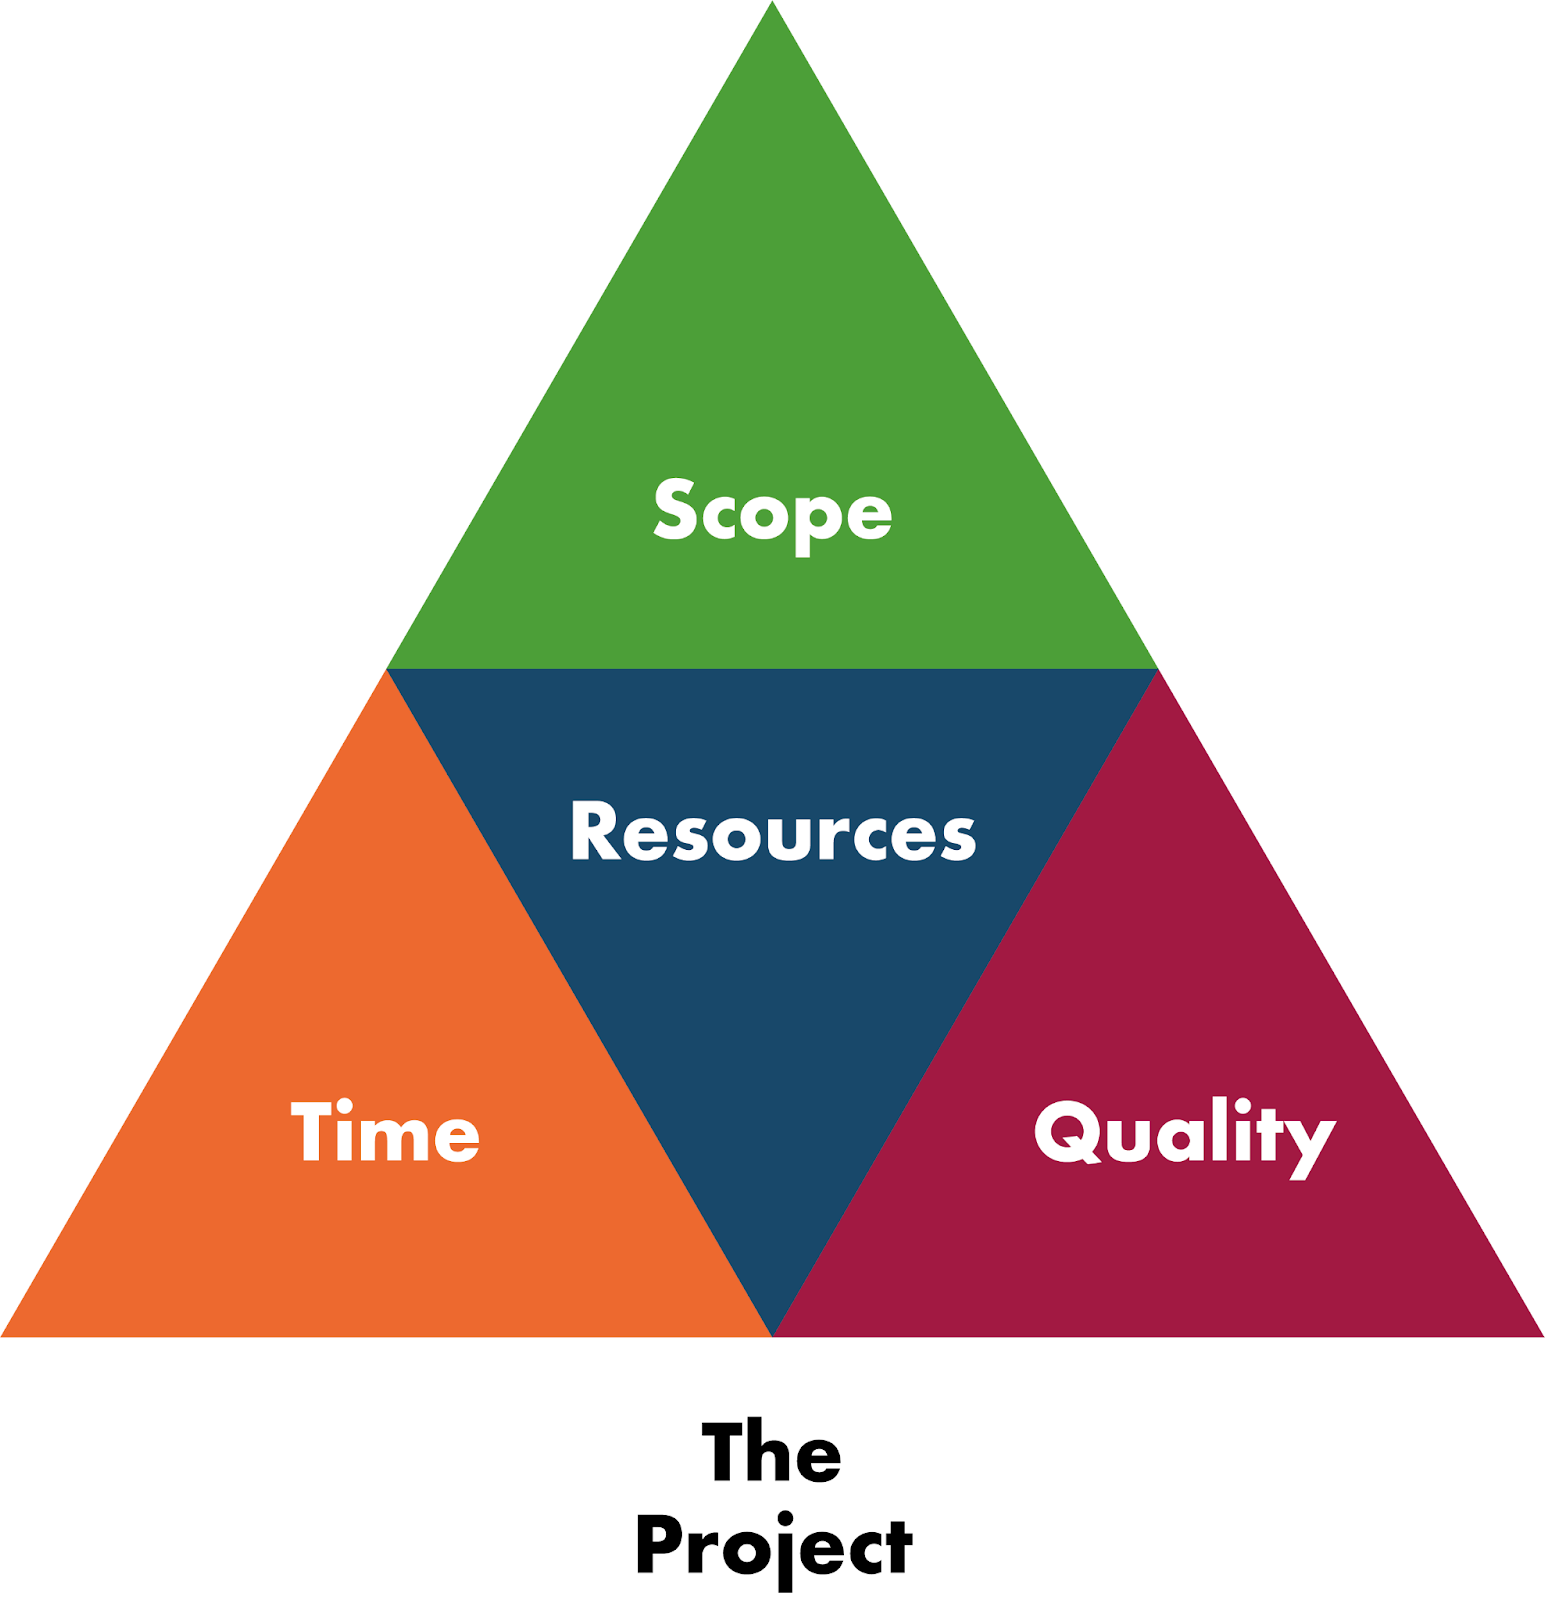 Scope
Resources
Time
Quality
The
Project